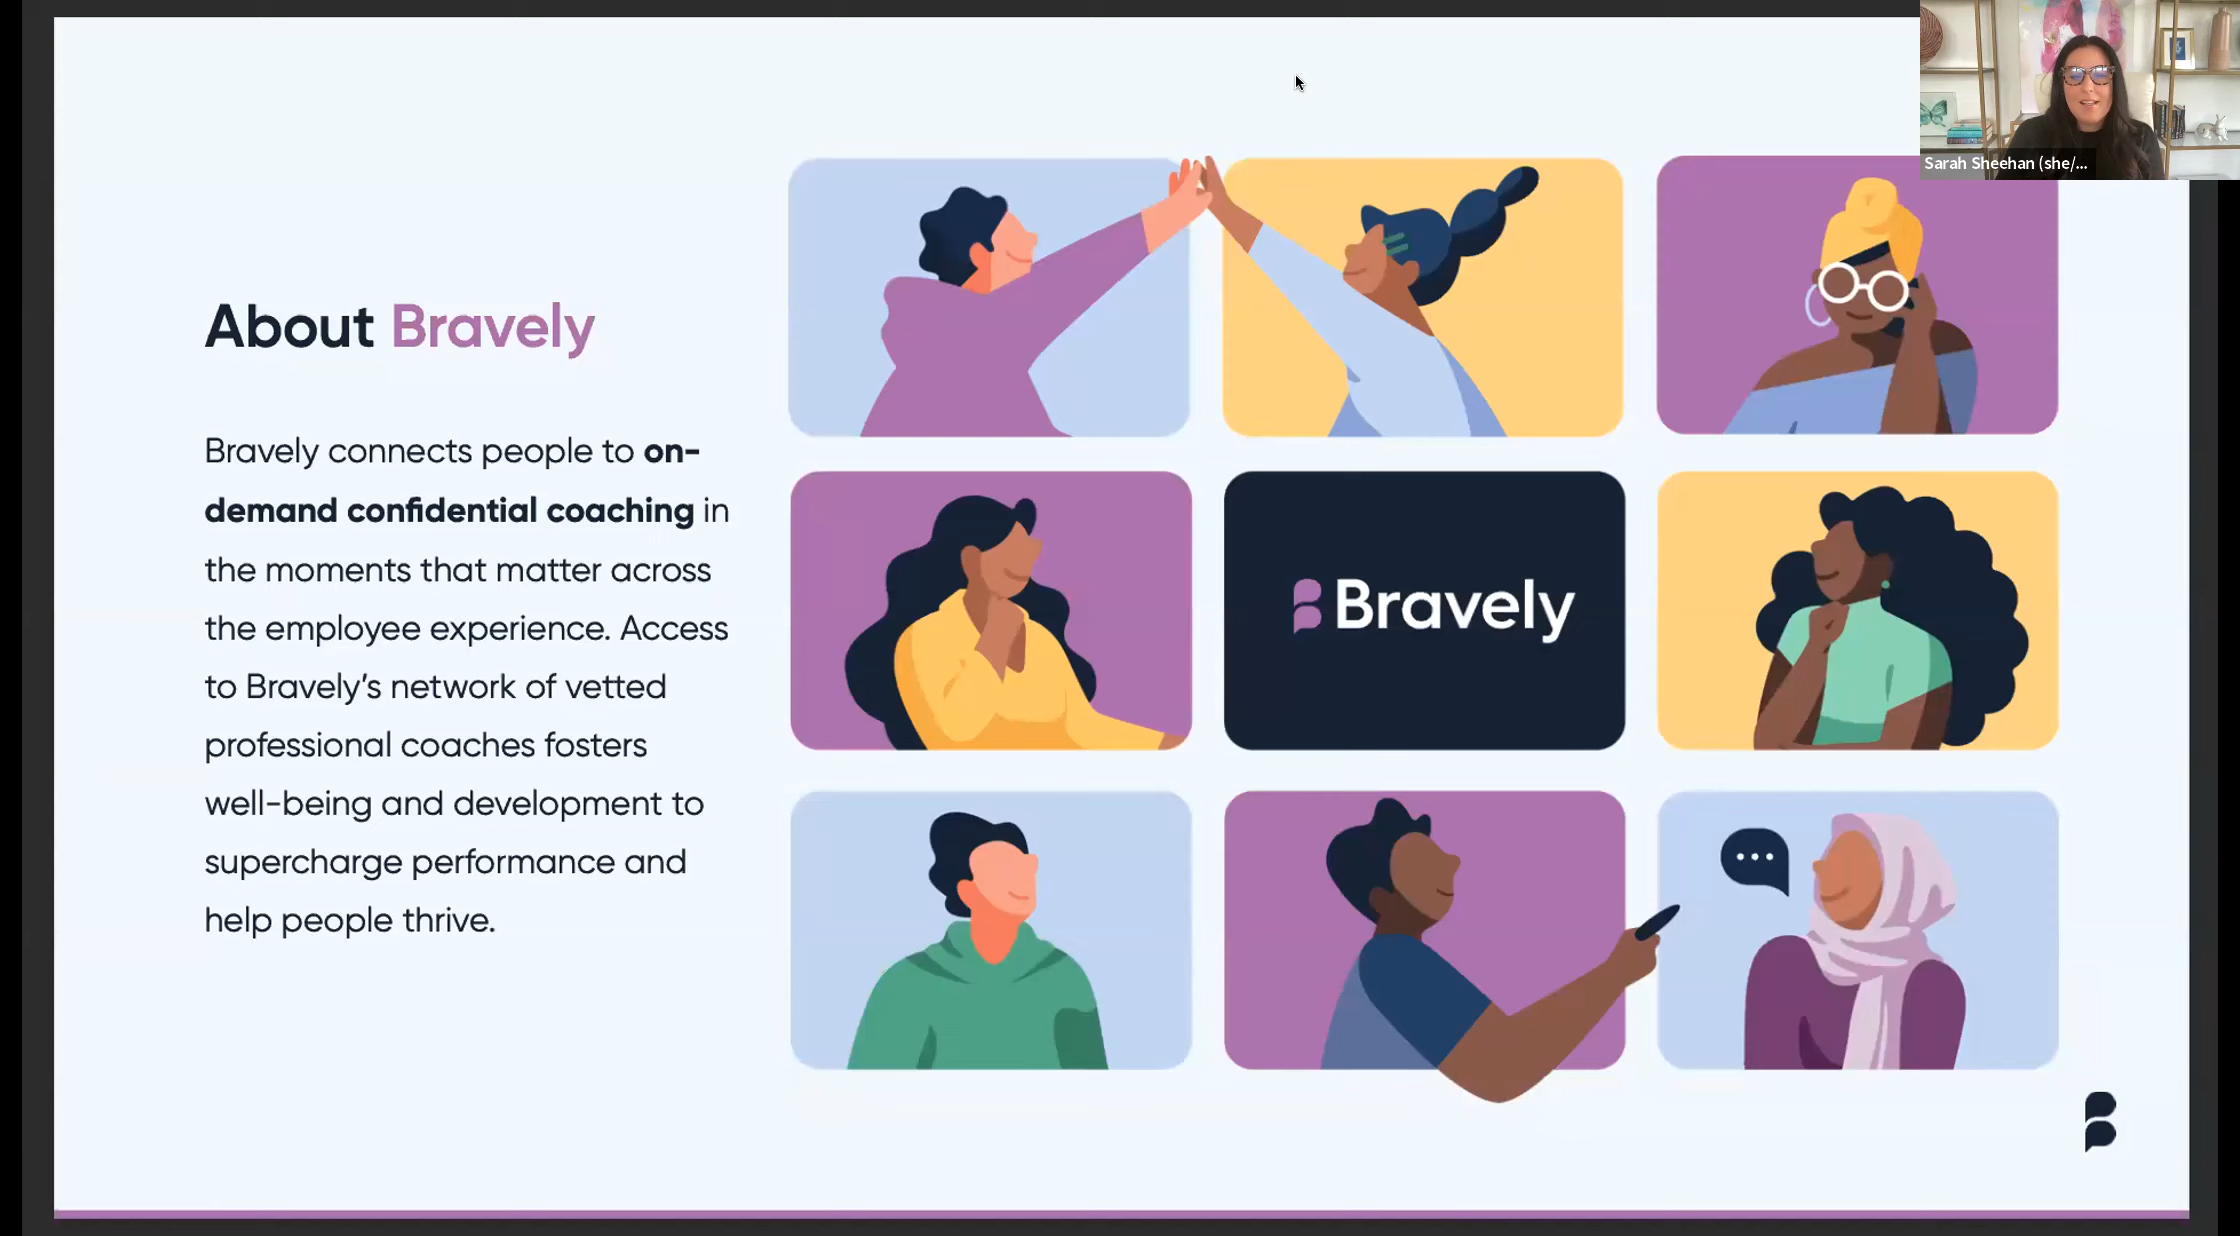 Sarah Sheehan (she/...
About Bravely
Bravely connects people to on-
demand confidential coaching in
the moments that matter across
the employee experience. Access
to Bravely’s network of vetted
professional coaches fosters
well-being and development to
supercharge performance and
help people thrive.
Bravely